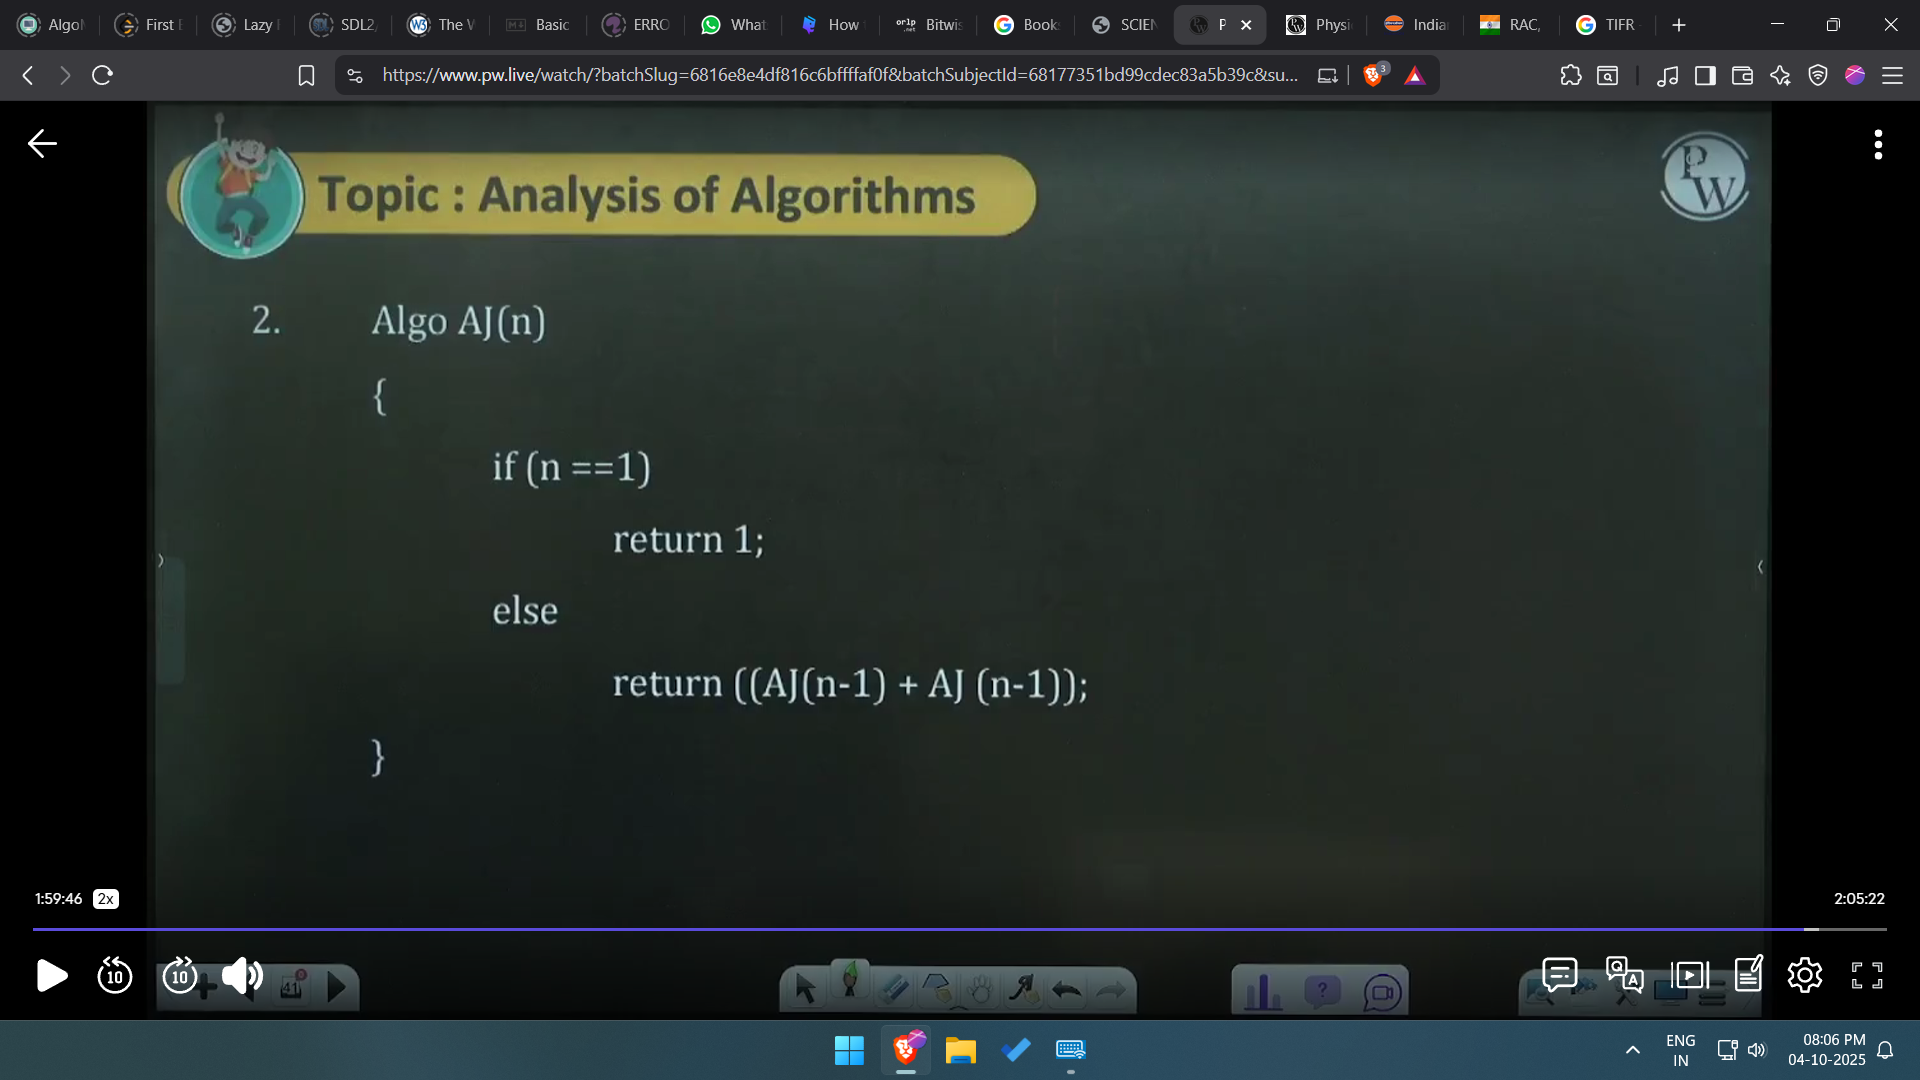 Algo
First
Lazy
SDL2,
The W
Basic
ERRO
What
How
Bitwis
Book
SCIEN
P
Physi
India
RAC,
TIFR
https://www.pw.live/watch/?batchSlug=6816e8e4df816c6bffffaf0f&batchSubjectId=68177351bd99cdec83a5b39c&su...
3
Topic : Analysis of Algorithms
PW
2. Algo AJ(n)
{
if (n ==1)
return 1;
else
return ((AJ(n-1) + AJ (n-1));
}
1:59:46 2x
2:05:22
10 10
41
ENG
IN
08:06 PM
04-10-2025